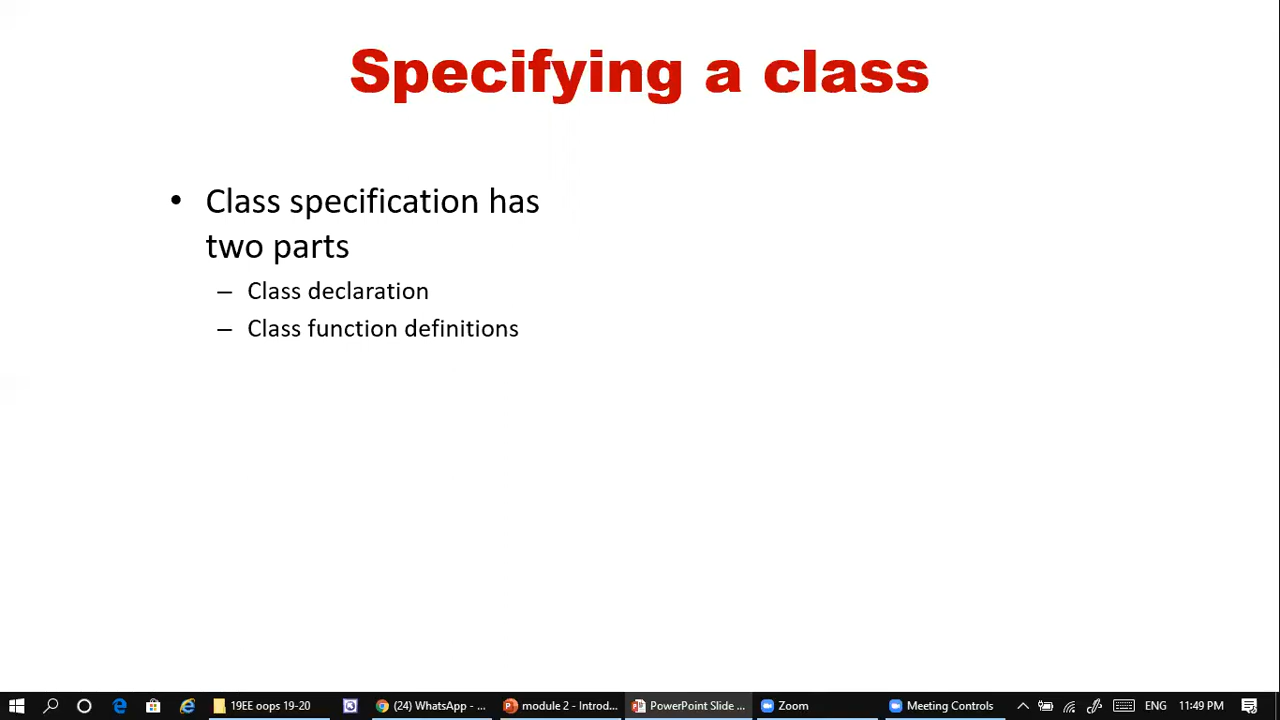 Specifying a class
• Class specification has
two parts
– Class declaration
– Class function definitions
19EE oops 19-20
(24) WhatsApp - ...
module 2 - Introd...
PowerPoint Slide ...
Zoom
Meeting Controls
ENG
11:49 PM